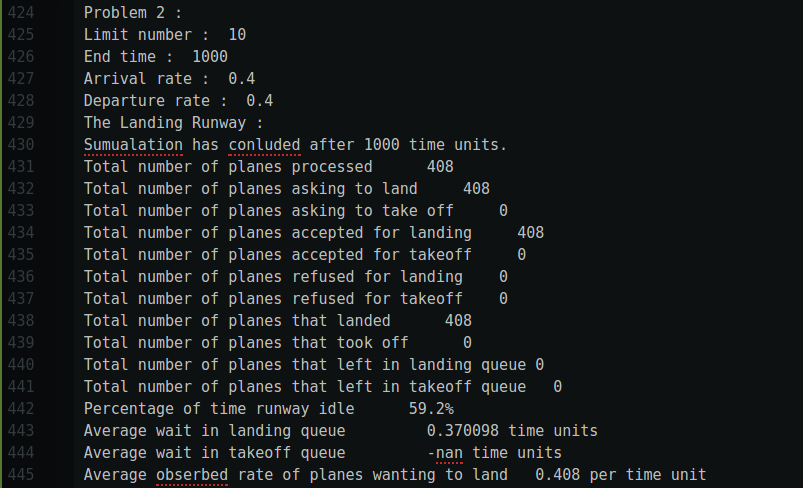 424 Problem 2 :
425 Limit number :  10
426 End time :  1000
427 Arrival rate :  0.4
428 Departure rate :  0.4
429 The Landing Runway :
430 Sumualation has conluded after 1000 time units.
431 Total number of planes processed      408
432 Total number of planes asking to land     408
433 Total number of planes asking to take off     0
434 Total number of planes accepted for landing     408
435 Total number of planes accepted for takeoff     0
436 Total number of planes refused for landing    0
437 Total number of planes refused for takeoff    0
438 Total number of planes that landed      408
439 Total number of planes that took off      0
440 Total number of planes that left in landing queue 0
441 Total number of planes that left in takeoff queue   0
442 Percentage of time runway idle      59.2%
443 Average wait in landing queue         0.370098 time units
444 Average wait in takeoff queue         -nan time units
445 Average obserbed rate of planes wanting to land   0.408 per time unit